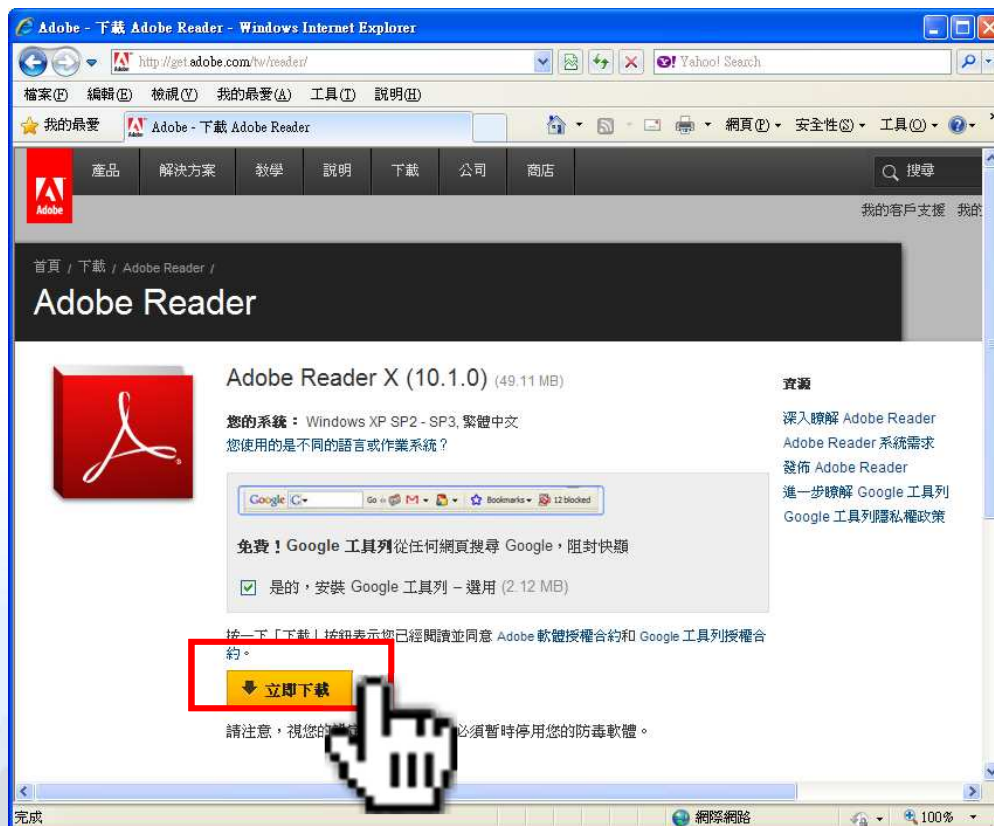 Adobe - 下載 Adobe Reader - Windows Internet Explorer
http://get.adobe.com/tw/reader/
Yahoo! Search
檔案(F) 編輯(E) 檢視(V) 我的最愛(A) 工具(T) 說明(H)
我的最愛 Adobe - 下載 Adobe Reader 網頁(P) 安全性(S) 工具(O)
Adobe 產品 解決方案 教學 說明 下載 公司 商店 搜尋
我的客戶支援 我的
首頁 / 下載 / Adobe Reader /
Adobe Reader
Adobe Reader X (10.1.0) (49.11 MB)
您的系統： Windows XP SP2 - SP3, 繁體中文
您使用的是不同的語言或作業系統？
Google Go Bookmarks 12 blocked
免費！Google 工具列從任何網頁搜尋 Google，阻封快顯
是的，安裝 Google 工具列 – 選用 (2.12 MB)
按一下「下載」按鈕表示您已經閱讀並同意 Adobe 軟體授權合約和 Google 工具列授權合
約。
立即下載
請注意，視您的 必須暫時停用您的防毒軟體。
資源
深入瞭解 Adobe Reader
Adobe Reader 系統需求
發佈 Adobe Reader
進一步瞭解 Google 工具列
Google 工具列隱私權政策
完成 網際網路 100%